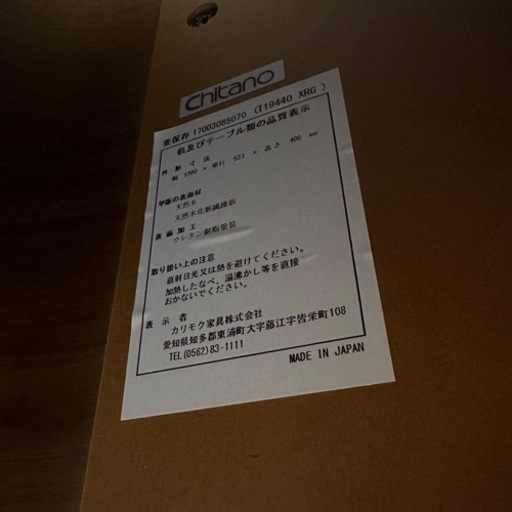 Chitano
要保存 17003085070 (T19440 XRG )
机及びテーブル類の品質表示
外形寸法
幅 1200 × 奥行 523 × 高さ 400 mm
甲板の表面材
天然木
天然木化粧繊維板
表面加工
ウレタン樹脂塗装
取り扱い上の注意
直射日光又は熱を避けてください。
加熱したなべ、湯沸かし等を直接
おかないでください。
表示者
カリモク家具株式会社
愛知県知多郡東浦町大字藤江字皆栄町108
TEL(0562)83-1111
MADE IN JAPAN